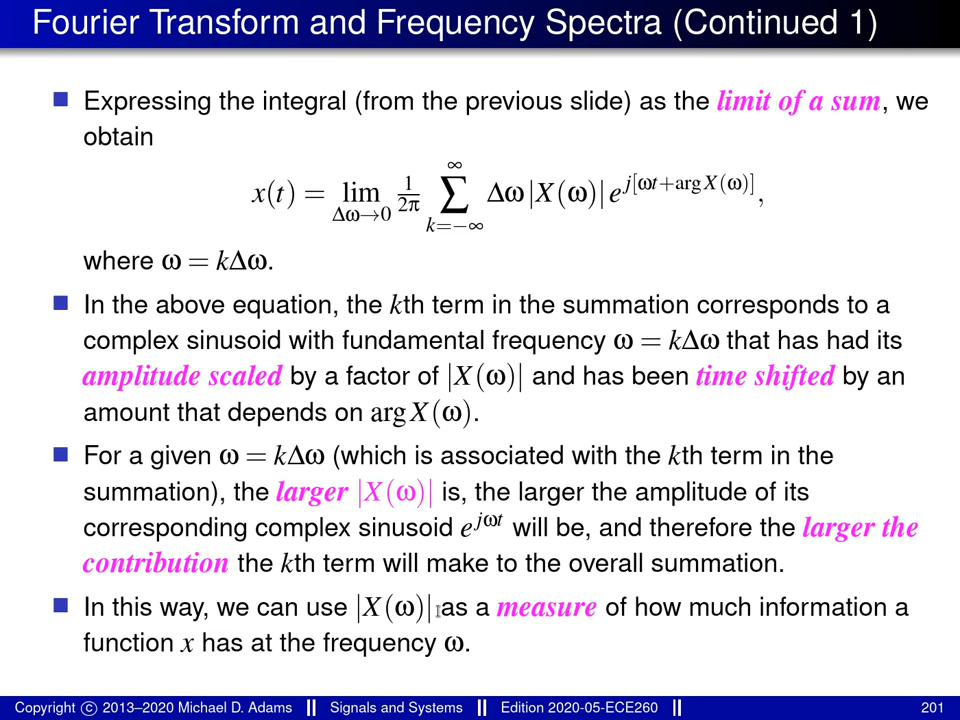 Fourier Transform and Frequency Spectra (Continued 1)
Expressing the integral (from the previous slide) as the limit of a sum, we
obtain
x(t) = lim_{Δω→0} 1/2π ∑_{k=−∞}^{∞} Δω |X(ω)| e^{j[ωt+arg X(ω)]},
where ω = kΔω.
In the above equation, the kth term in the summation corresponds to a
complex sinusoid with fundamental frequency ω = kΔω that has had its
amplitude scaled by a factor of |X(ω)| and has been time shifted by an
amount that depends on arg X(ω).
For a given ω = kΔω (which is associated with the kth term in the
summation), the larger |X(ω)| is, the larger the amplitude of its
corresponding complex sinusoid e^{jωt} will be, and therefore the larger the
contribution the kth term will make to the overall summation.
In this way, we can use |X(ω)| as a measure of how much information a
function x has at the frequency ω.
Copyright © 2013–2020 Michael D. Adams Signals and Systems Edition 2020-05-ECE260 201